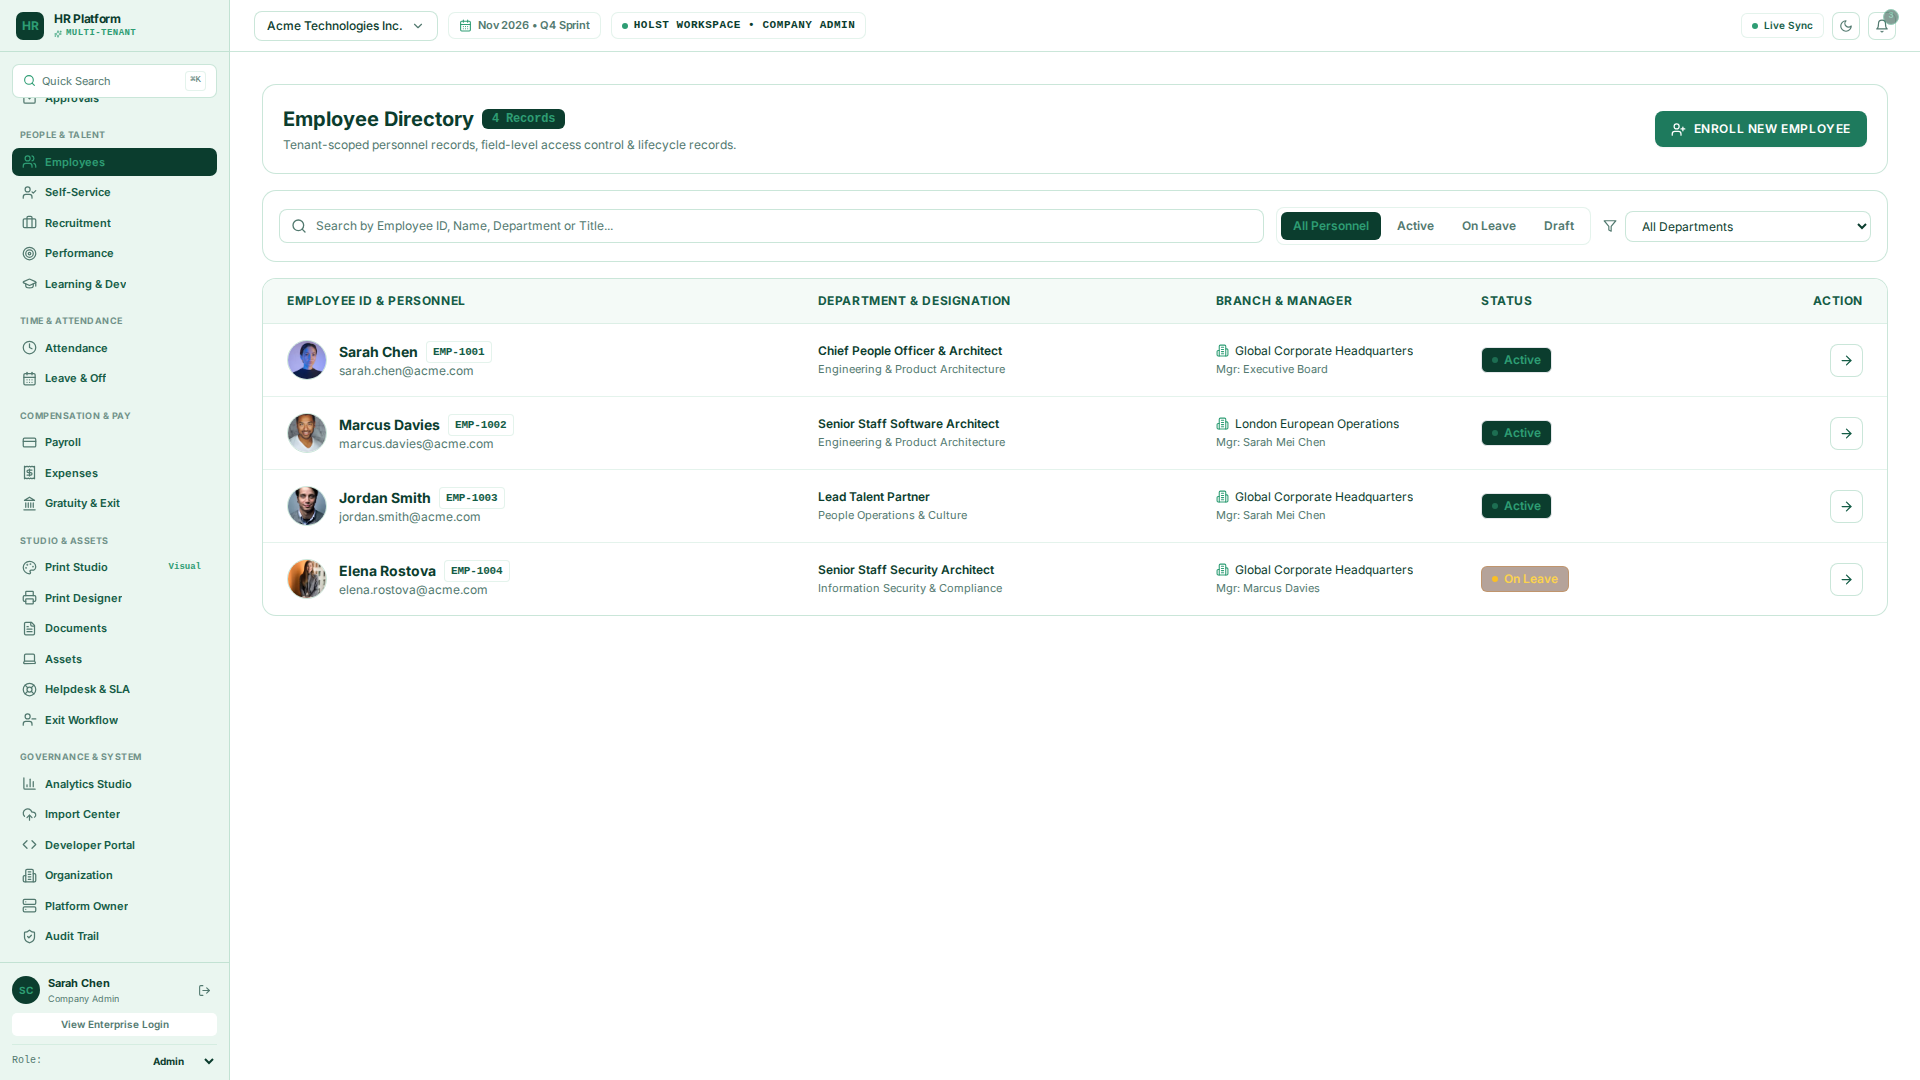 HR
HR Platform
MULTI-TENANT
Quick Search
⌘K
Approvals
PEOPLE & TALENT
Employees
Self-Service
Recruitment
Performance
Learning & Dev
TIME & ATTENDANCE
Attendance
Leave & Off
COMPENSATION & PAY
Payroll
Expenses
Gratuity & Exit
STUDIO & ASSETS
Print Studio Visual
Print Designer
Documents
Assets
Helpdesk & SLA
Exit Workflow
GOVERNANCE & SYSTEM
Analytics Studio
Import Center
Developer Portal
Organization
Platform Owner
Audit Trail
SC
Sarah Chen
Company Admin
View Enterprise Login
Role: Admin
Acme Technologies Inc.
Nov 2026 • Q4 Sprint
HOLST WORKSPACE • COMPANY ADMIN
Live Sync
Employee Directory 4 Records
Tenant-scoped personnel records, field-level access control & lifecycle records.
ENROLL NEW EMPLOYEE
Search by Employee ID, Name, Department or Title...
All Personnel Active On Leave Draft
All Departments
EMPLOYEE ID & PERSONNEL DEPARTMENT & DESIGNATION BRANCH & MANAGER STATUS ACTION
Sarah Chen EMP-1001
sarah.chen@acme.com
Chief People Officer & Architect
Engineering & Product Architecture
Global Corporate Headquarters
Mgr: Executive Board
Active
Marcus Davies EMP-1002
marcus.davies@acme.com
Senior Staff Software Architect
Engineering & Product Architecture
London European Operations
Mgr: Sarah Mei Chen
Active
Jordan Smith EMP-1003
jordan.smith@acme.com
Lead Talent Partner
People Operations & Culture
Global Corporate Headquarters
Mgr: Sarah Mei Chen
Active
Elena Rostova EMP-1004
elena.rostova@acme.com
Senior Staff Security Architect
Information Security & Compliance
Global Corporate Headquarters
Mgr: Marcus Davies
On Leave